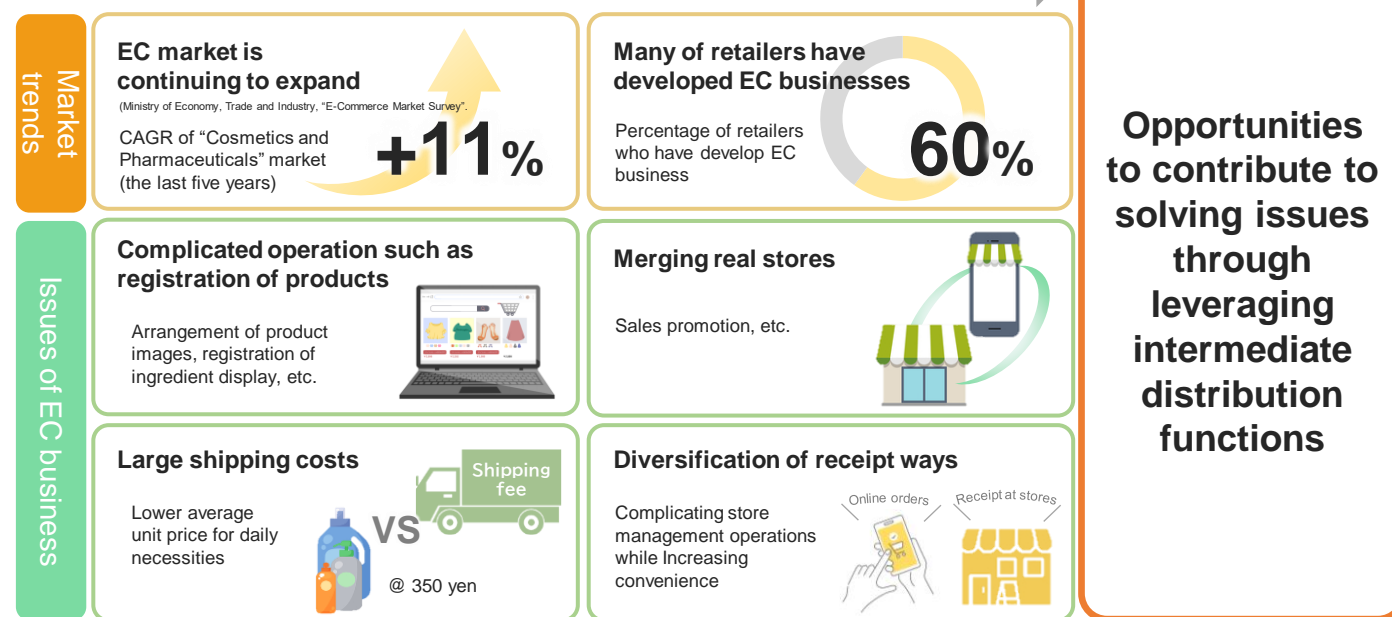 Market
trends
EC market is
continuing to expand
(Ministry of Economy, Trade and Industry, “E-Commerce Market Survey”.
CAGR of “Cosmetics and
Pharmaceuticals” market
(the last five years)
+11%
Many of retailers have
developed EC businesses
Percentage of retailers
who have develop EC
business
60%
Issues of EC business
Complicated operation such as
registration of products
Arrangement of product
images, registration of
ingredient display, etc.
Merging real stores
Sales promotion, etc.
Large shipping costs
Lower average
unit price for daily
necessities
VS
Shipping
fee
@ 350 yen
Diversification of receipt ways
Complicating store
management operations
while Increasing
convenience
Online orders
Receipt at stores
Opportunities
to contribute to
solving issues
through
leveraging
intermediate
distribution
functions